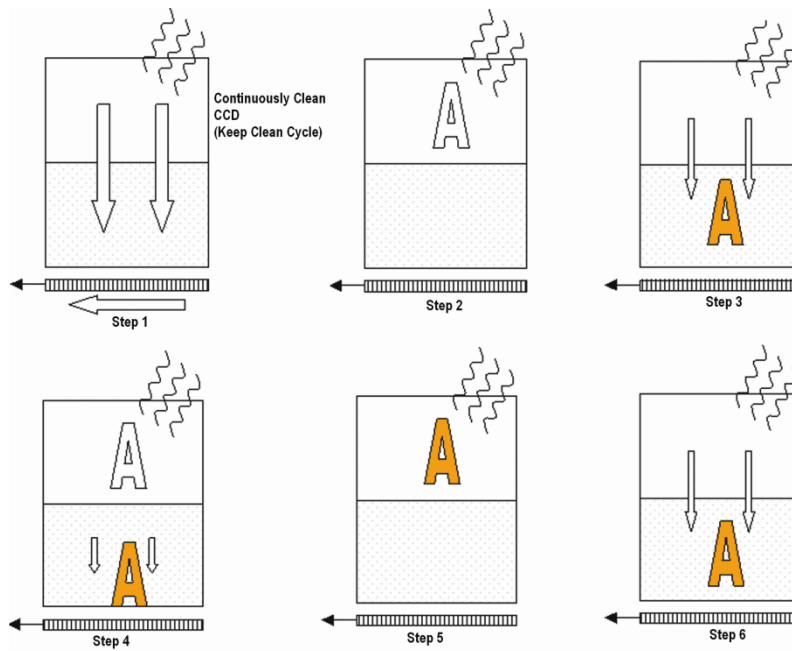 Continuously Clean
CCD
(Keep Clean Cycle)
A
A
Step 1
Step 2
Step 3
A
A
A
A
Step 4
Step 5
Step 6